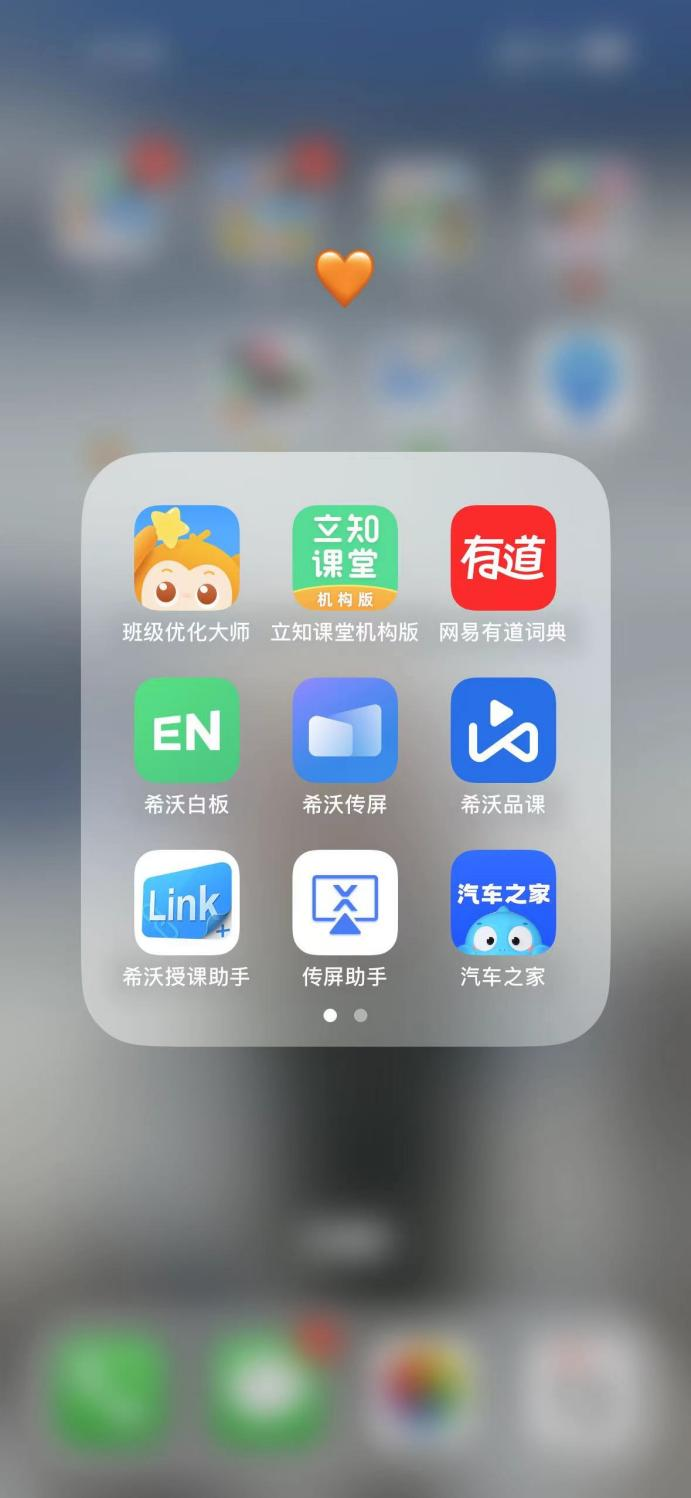 🧡
立知
课堂
机构版
有道
班级优化大师
立知课堂机构版
网易有道词典
EN
希沃白板
希沃传屏
希沃品课
Link
汽车之家
希沃授课助手
传屏助手
汽车之家